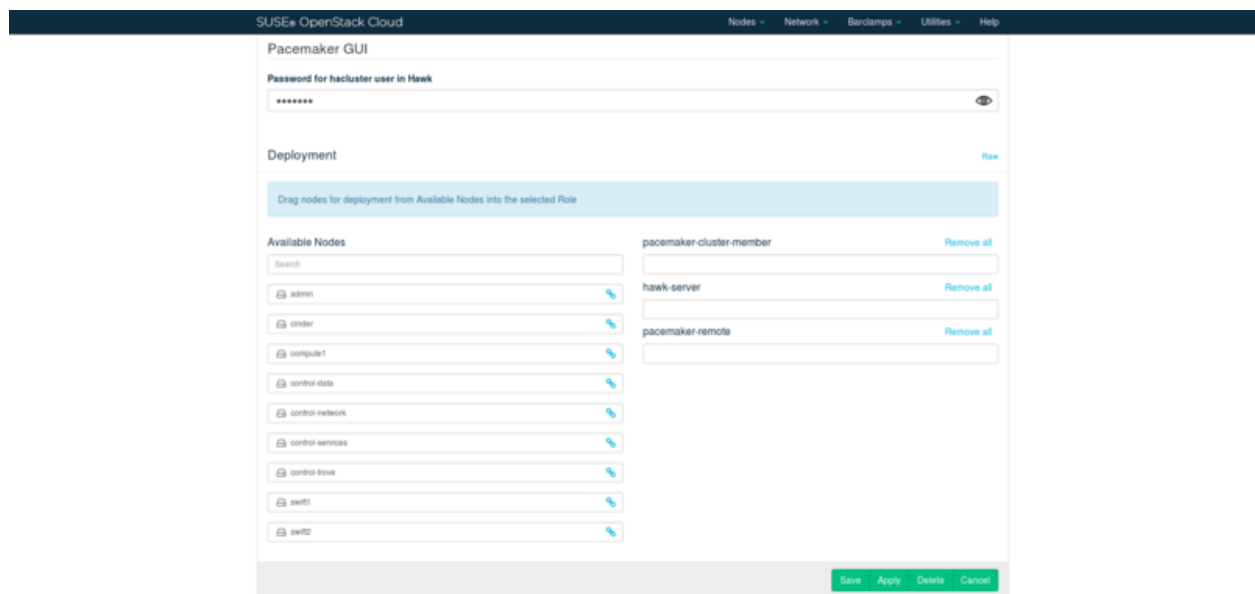 SUSE® OpenStack Cloud Nodes Network Barclamps Utilities Help
Pacemaker GUI
Password for hacluster user in Hawk
•••••••
Deployment Raw
Drag nodes for deployment from Available Nodes into the selected Role
Available Nodes
Search
admin
cinder
compute1
control-data
control-network
control-services
control-trove
swift1
swift2
pacemaker-cluster-member Remove all
hawk-server Remove all
pacemaker-remote Remove all
Save Apply Delete Cancel